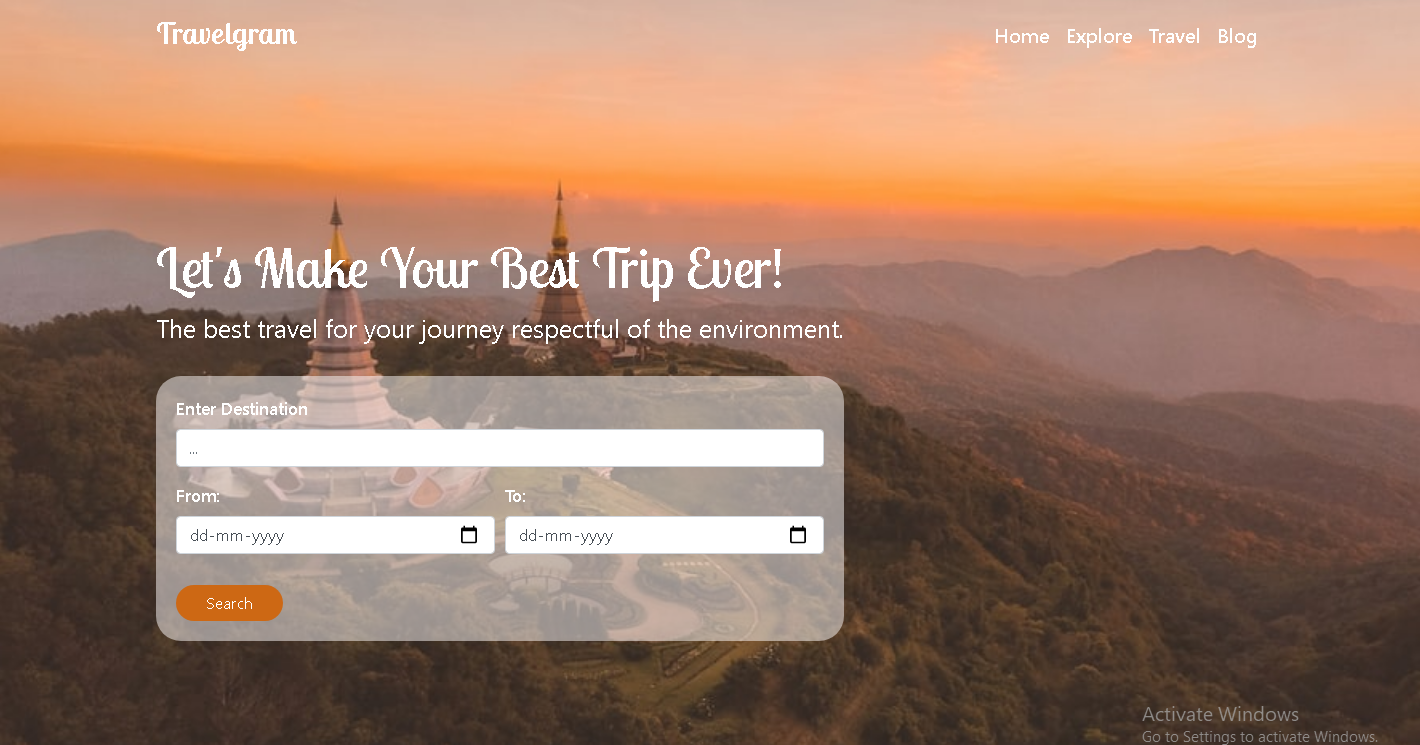 Travelgram
Home Explore Travel Blog
Let's Make Your Best Trip Ever!
The best travel for your journey respectful of the environment.
Enter Destination
...
From: To:
dd-mm-yyyy dd-mm-yyyy
Search
Activate Windows
Go to Settings to activate Windows.